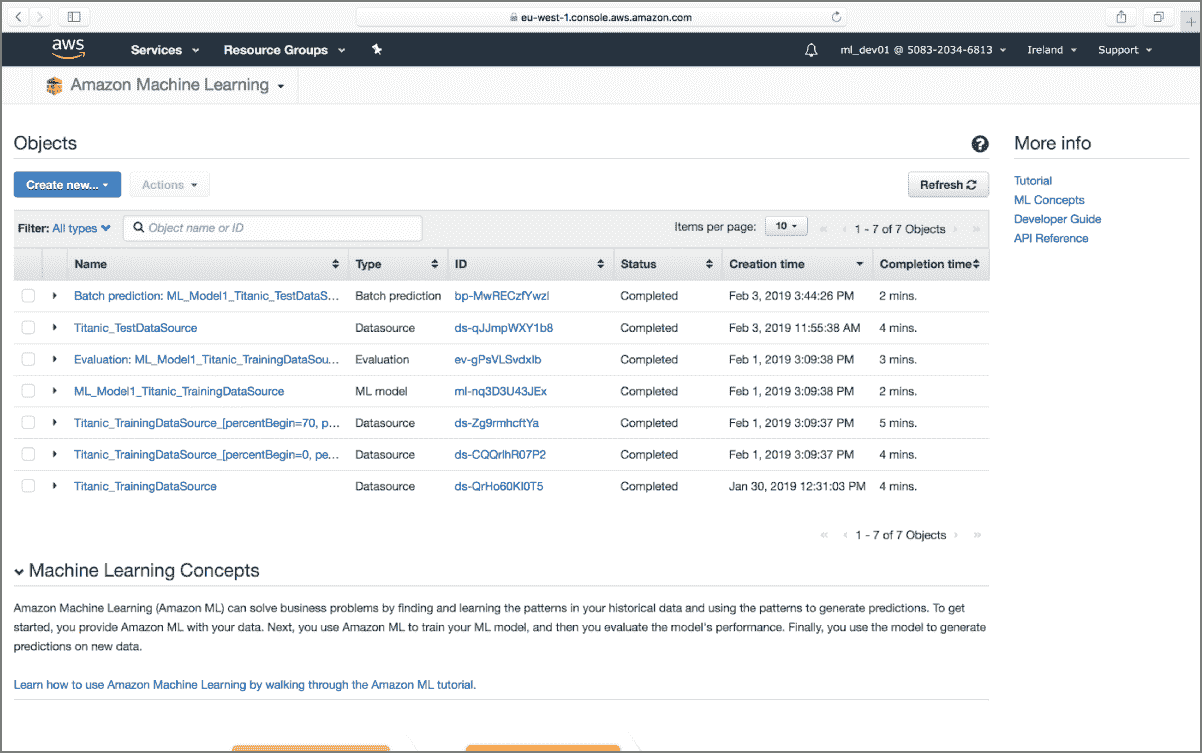 eu-west-1.console.aws.amazon.com
aws Services Resource Groups ml_dev01 @ 5083-2034-6813 Ireland Support
Amazon Machine Learning
Objects
More info
Create new... Actions Refresh
Tutorial
ML Concepts
Developer Guide
API Reference
Filter: All types Object name or ID Items per page: 10 « ‹ 1 - 7 of 7 Objects › »
Name Type ID Status Creation time Completion time
Batch prediction: ML_Model1_Titanic_TestDataS... Batch prediction bp-MwRECzfYwzI Completed Feb 3, 2019 3:44:26 PM 2 mins.
Titanic_TestDataSource Datasource ds-qJJmpWXY1b8 Completed Feb 3, 2019 11:55:38 AM 4 mins.
Evaluation: ML_Model1_Titanic_TrainingDataSou... Evaluation ev-gPsVLSvdxIb Completed Feb 1, 2019 3:09:38 PM 3 mins.
ML_Model1_Titanic_TrainingDataSource ML model ml-nq3D3U43JEx Completed Feb 1, 2019 3:09:38 PM 2 mins.
Titanic_TrainingDataSource_[percentBegin=70, p... Datasource ds-Zg9rmhcftYa Completed Feb 1, 2019 3:09:37 PM 5 mins.
Titanic_TrainingDataSource_[percentBegin=0, pe... Datasource ds-CQQrlhR07P2 Completed Feb 1, 2019 3:09:37 PM 4 mins.
Titanic_TrainingDataSource Datasource ds-QrHo60KI0T5 Completed Jan 30, 2019 12:31:03 PM 4 mins.
« ‹ 1 - 7 of 7 Objects › »
Machine Learning Concepts
Amazon Machine Learning (Amazon ML) can solve business problems by finding and learning the patterns in your historical data and using the patterns to generate predictions. To get
started, you provide Amazon ML with your data. Next, you use Amazon ML to train your ML model, and then you evaluate the model's performance. Finally, you use the model to generate
predictions on new data.
Learn how to use Amazon Machine Learning by walking through the Amazon ML tutorial.